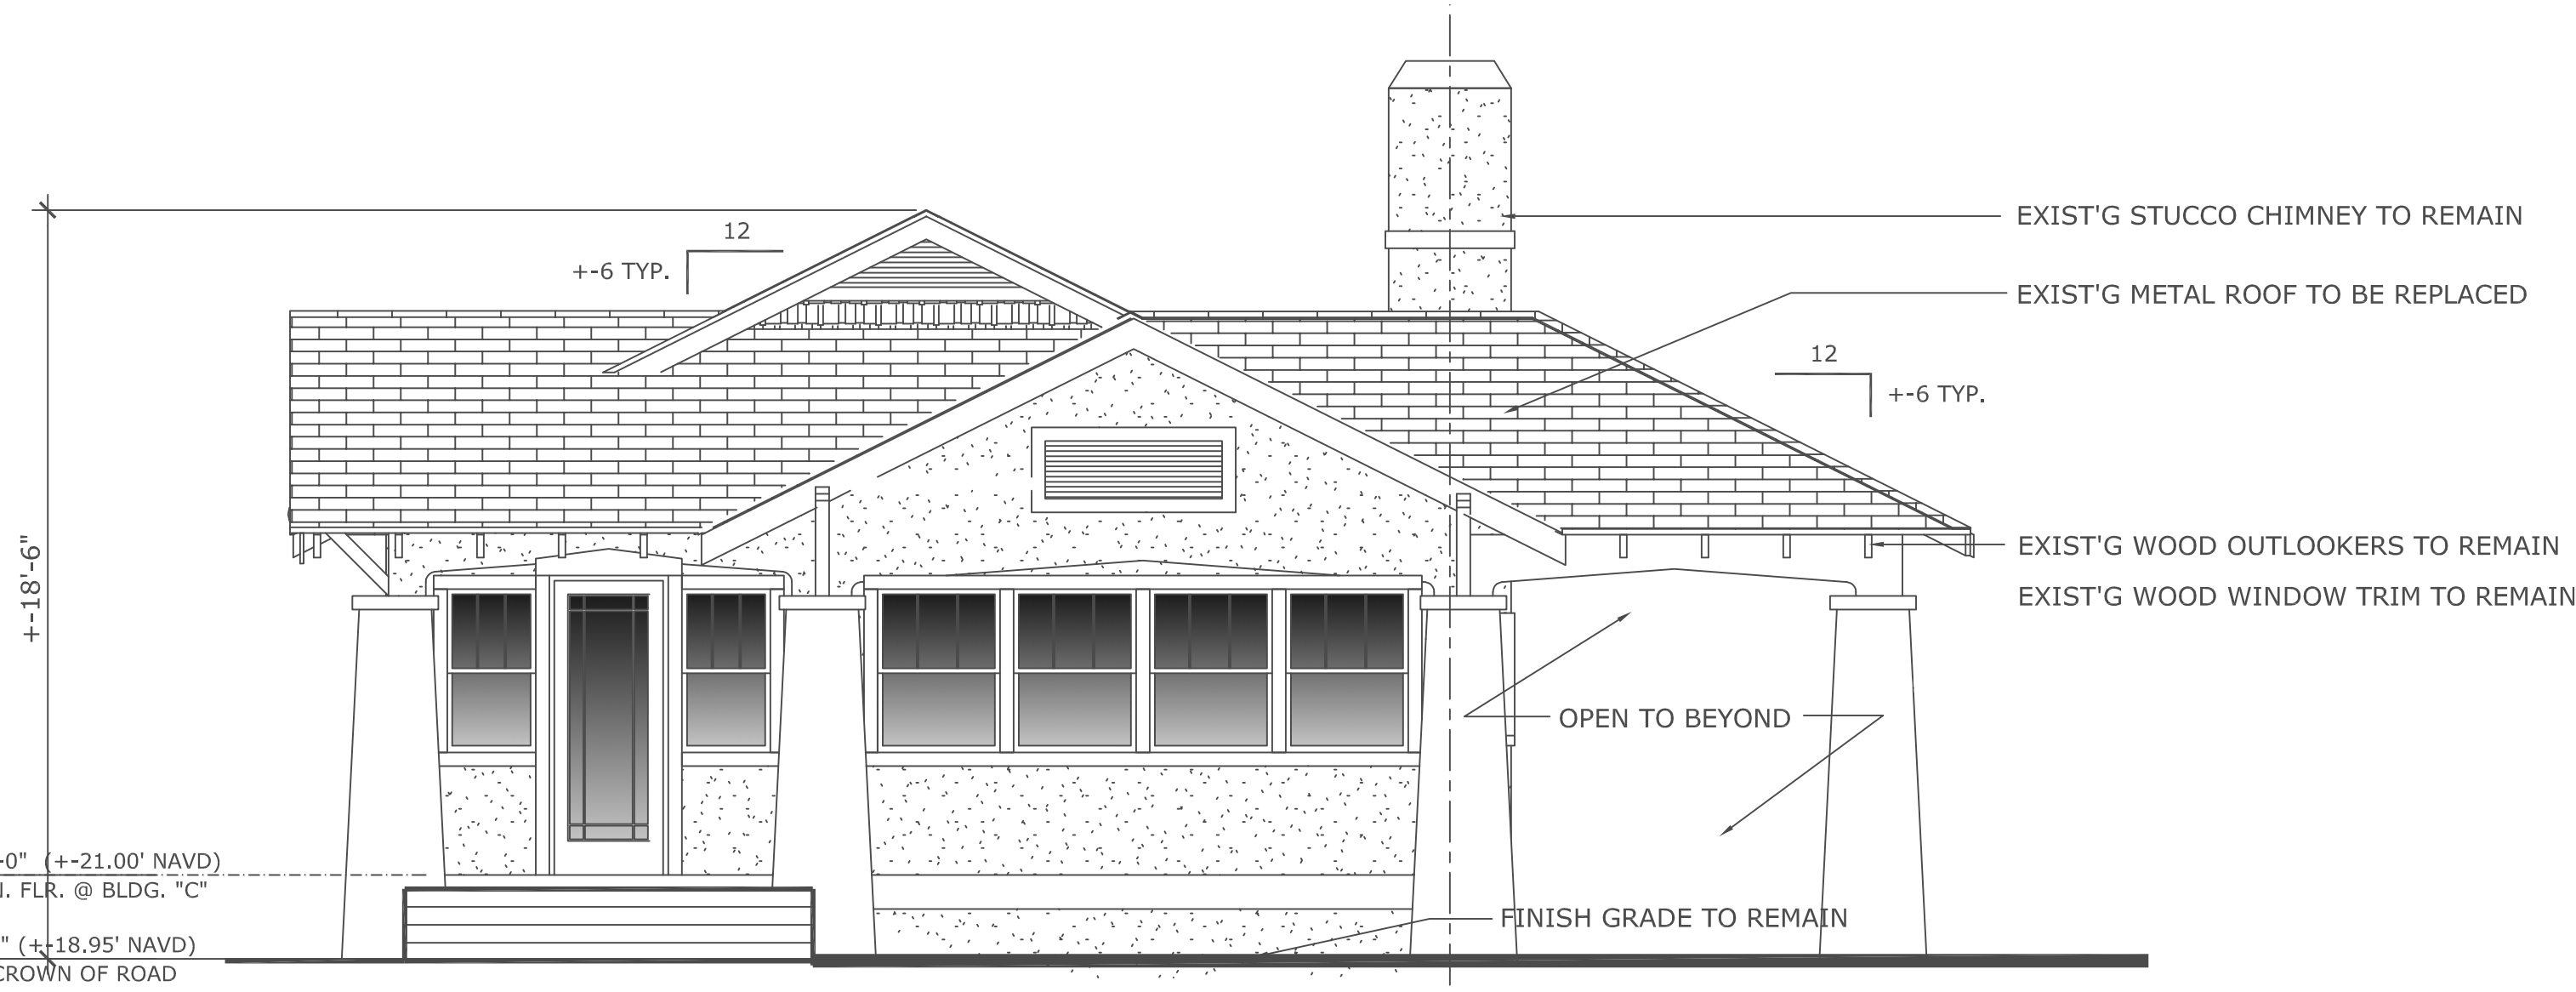 12
+-6 TYP.
EXIST'G STUCCO CHIMNEY TO REMAIN
EXIST'G METAL ROOF TO BE REPLACED
12
+-6 TYP.
+-18'-6"
EXIST'G WOOD OUTLOOKERS TO REMAIN
EXIST'G WOOD WINDOW TRIM TO REMAIN
OPEN TO BEYOND
-0" (+-21.00' NAVD)
FLR. @ BLDG. "C"
FINISH GRADE TO REMAIN
" (+-18.95' NAVD)
CROWN OF ROAD